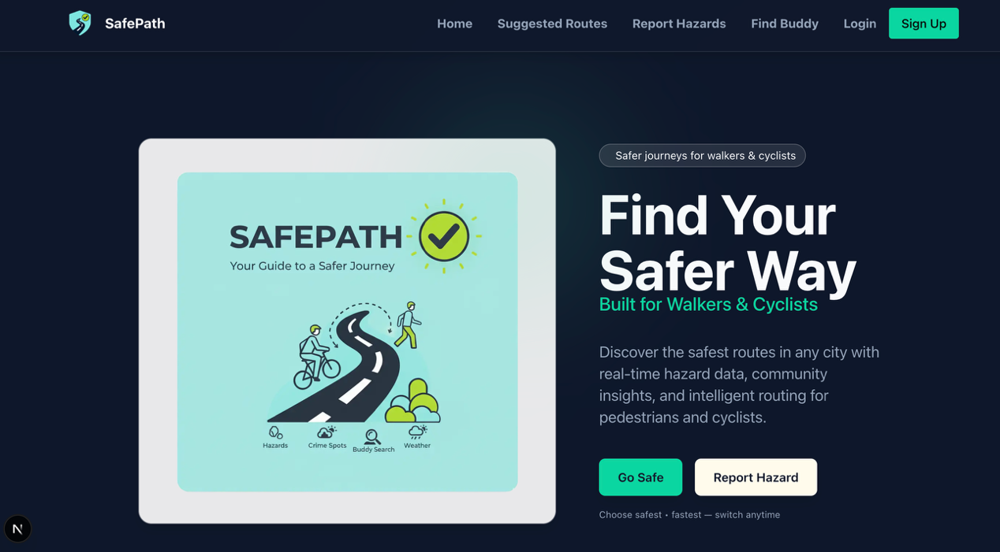 SafePath
Home
Suggested Routes
Report Hazards
Find Buddy
Login
Sign Up
SAFEPATH
Your Guide to a Safer Journey
Hazards
Crime Spots
Buddy Search
Weather
Safer journeys for walkers & cyclists
Find Your
Safer Way
Built for Walkers & Cyclists
Discover the safest routes in any city with
real-time hazard data, community
insights, and intelligent routing for
pedestrians and cyclists.
Go Safe
Report Hazard
Choose safest • fastest — switch anytime
N